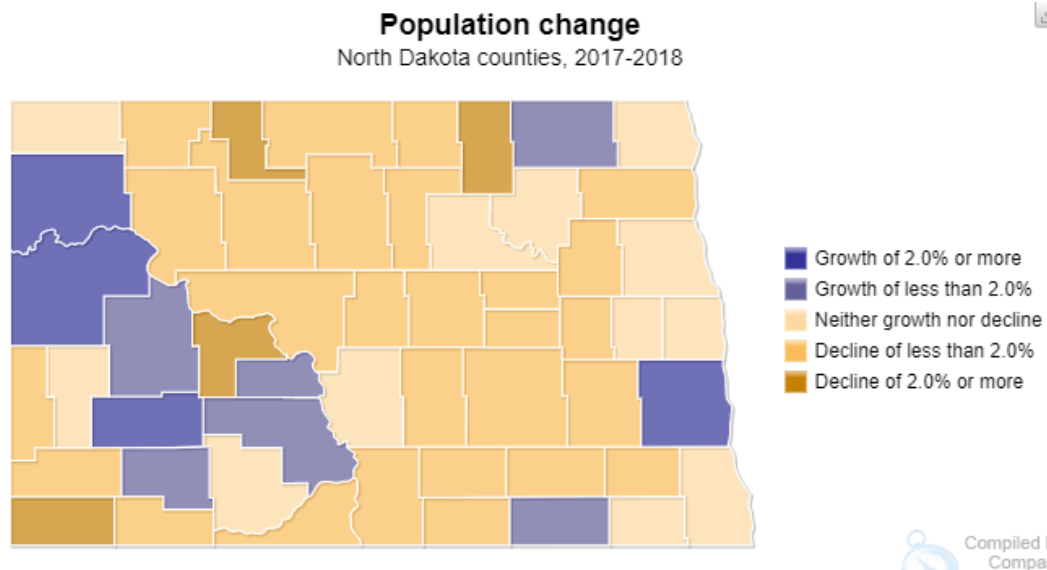 Population change
North Dakota counties, 2017-2018
Growth of 2.0% or more
Growth of less than 2.0%
Neither growth nor decline
Decline of less than 2.0%
Decline of 2.0% or more
Compiled